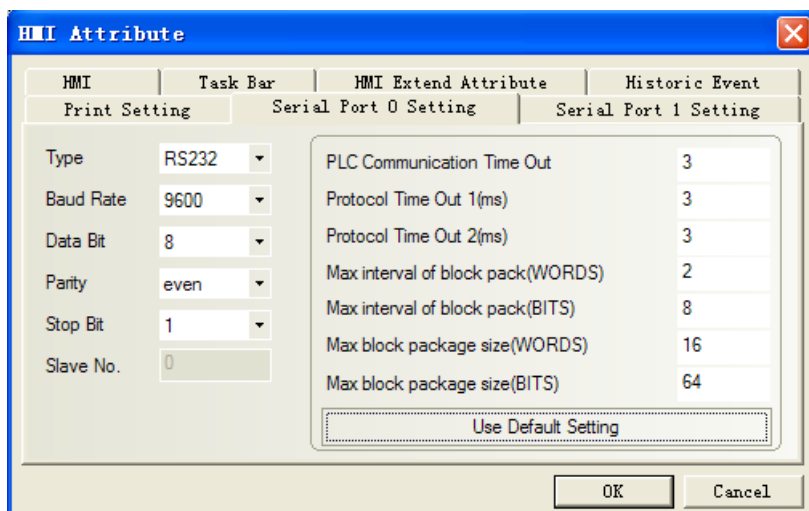 HMI Attribute
HMI Task Bar HMI Extend Attribute Historic Event
Print Setting Serial Port 0 Setting Serial Port 1 Setting
Type RS232
Baud Rate 9600
Data Bit 8
Parity even
Stop Bit 1
Slave No. 0
PLC Communication Time Out 3
Protocol Time Out 1(ms) 3
Protocol Time Out 2(ms) 3
Max interval of block pack(WORDS) 2
Max interval of block pack(BITS) 8
Max block package size(WORDS) 16
Max block package size(BITS) 64
Use Default Setting
OK Cancel